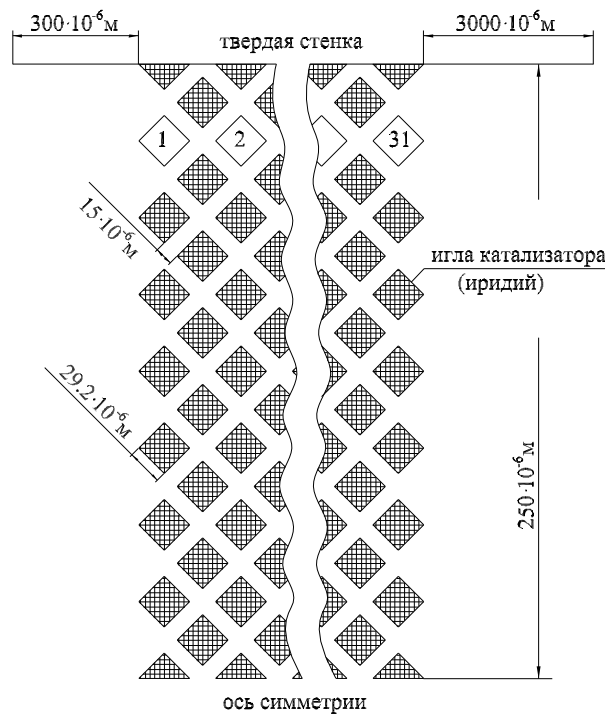 300·10⁻⁶м
3000·10⁻⁶м
твердая стенка
1
2
31
15·10⁻⁶м
игла катализатора
(иридий)
29.2·10⁻⁶м
250·10⁻⁶м
ось симметрии